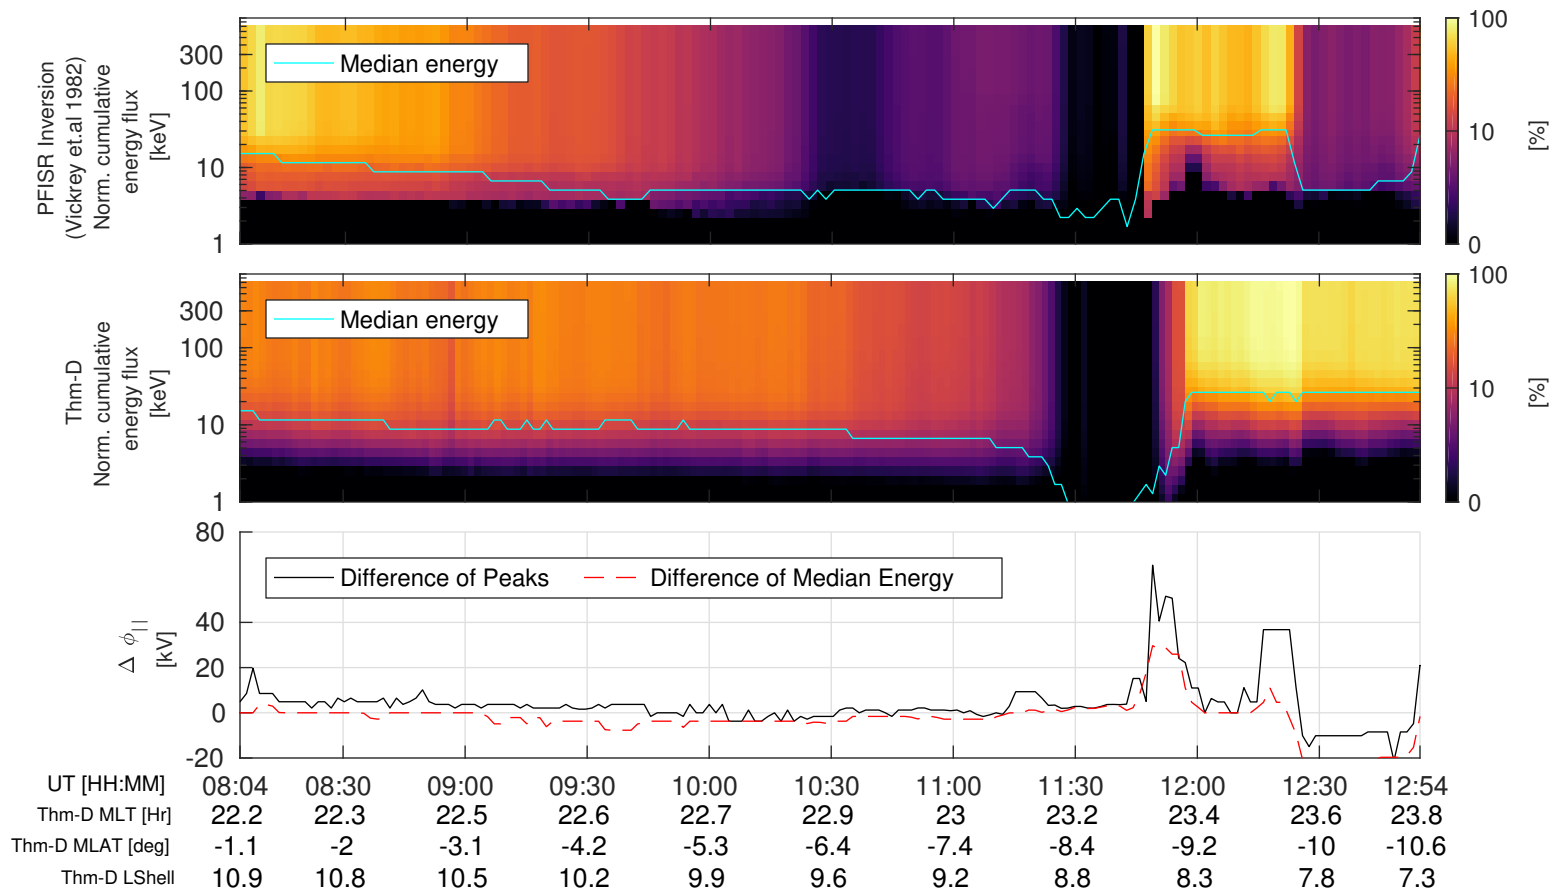 PFISR Inversion
(Vickrey et.al 1982)
Norm. cumulative
energy flux
[keV]
300
100
10
1
Median energy
100
10
0
[%]
Thm-D
Norm. cumulative
energy flux
[keV]
300
100
10
1
Median energy
100
10
0
[%]
Δ ϕ||
[kV]
80
40
20
0
-20
Difference of Peaks
Difference of Median Energy
UT [HH:MM] 08:04 08:30 09:00 09:30 10:00 10:30 11:00 11:30 12:00 12:30 12:54
Thm-D MLT [Hr] 22.2 22.3 22.5 22.6 22.7 22.9 23 23.2 23.4 23.6 23.8
Thm-D MLAT [deg] -1.1 -2 -3.1 -4.2 -5.3 -6.4 -7.4 -8.4 -9.2 -10 -10.6
Thm-D LShell 10.9 10.8 10.5 10.2 9.9 9.6 9.2 8.8 8.3 7.8 7.3